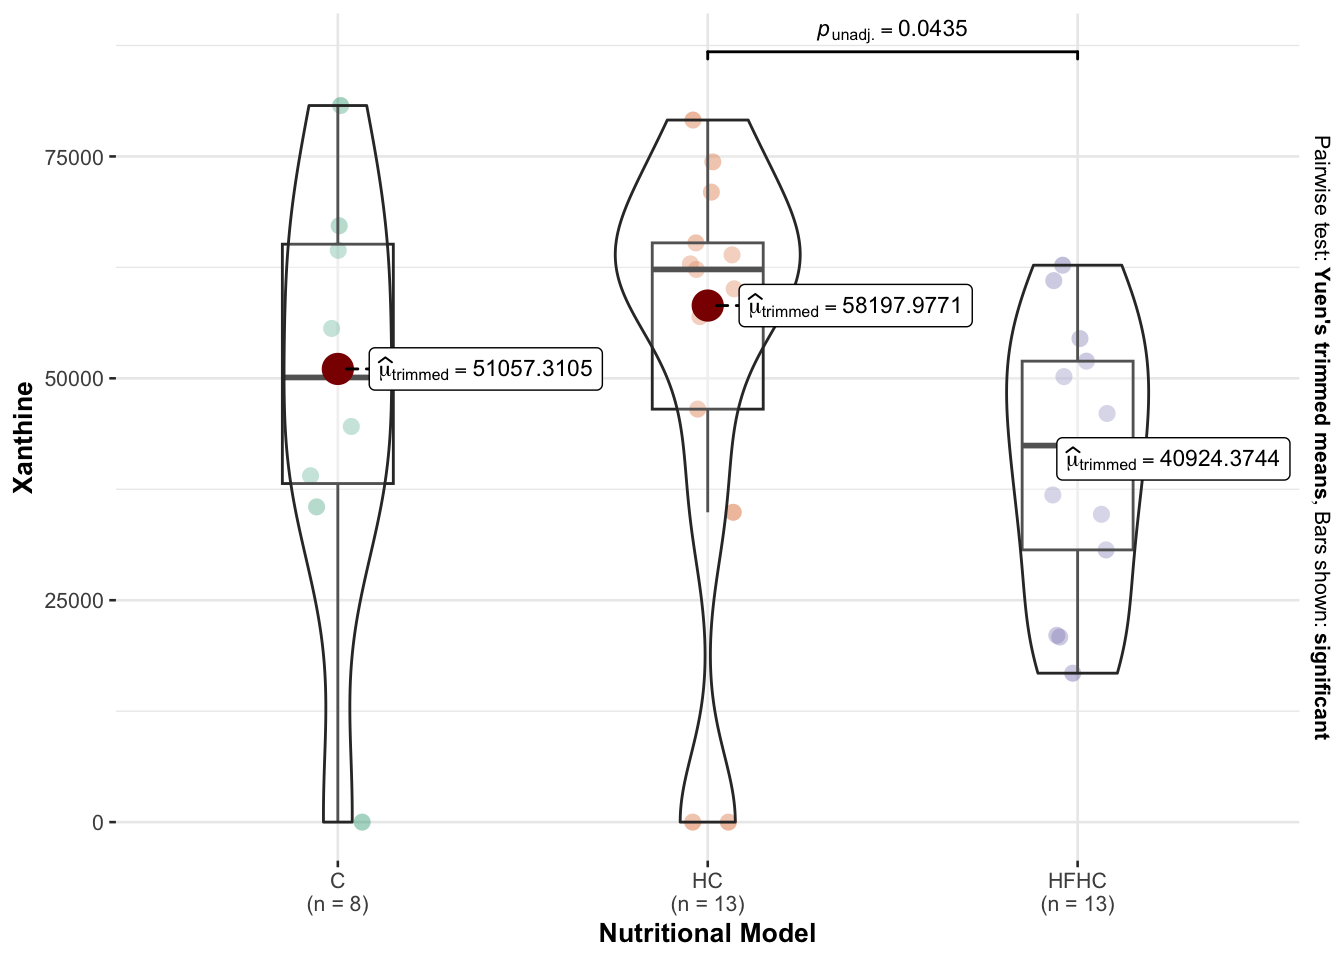 p unadj. = 0.0435
Xanthine
75000
50000
25000
0
μ̂trimmed = 51057.3105
μ̂trimmed = 58197.9771
μ̂trimmed = 40924.3744
C
(n = 8)
HC
(n = 13)
HFHC
(n = 13)
Nutritional Model
Pairwise test: Yuen's trimmed means, Bars shown: significant